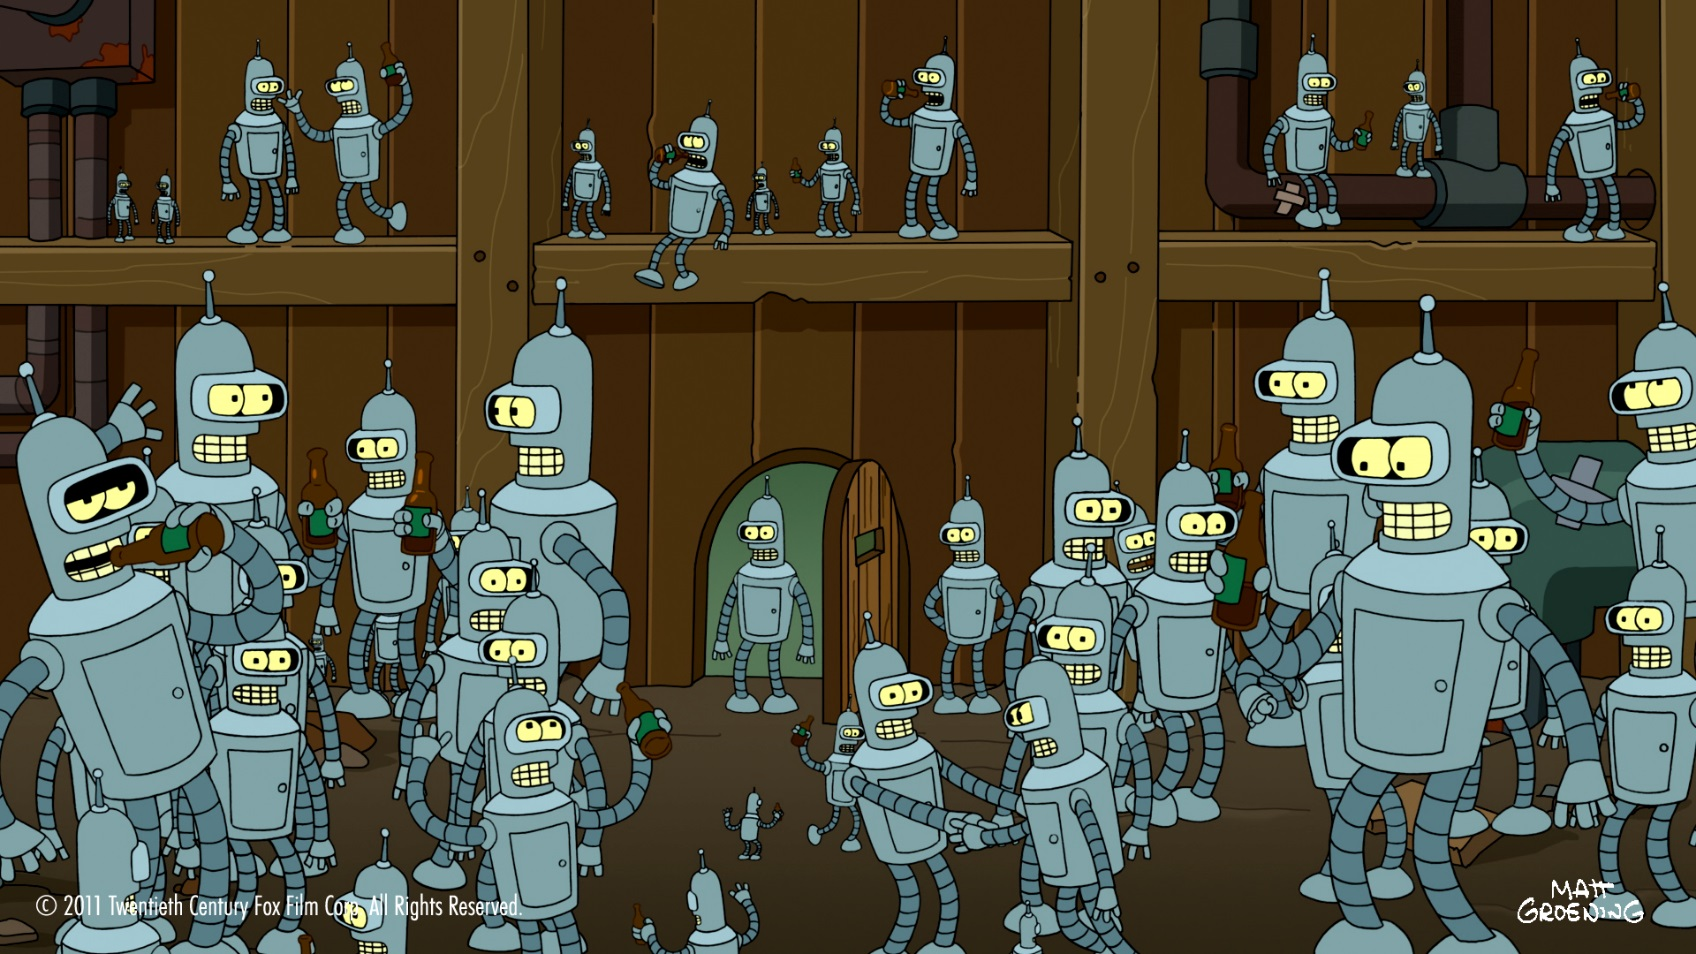 © 2011 Twentieth Century Fox Film Corp. All Rights Reserved.
MATT
GROENING